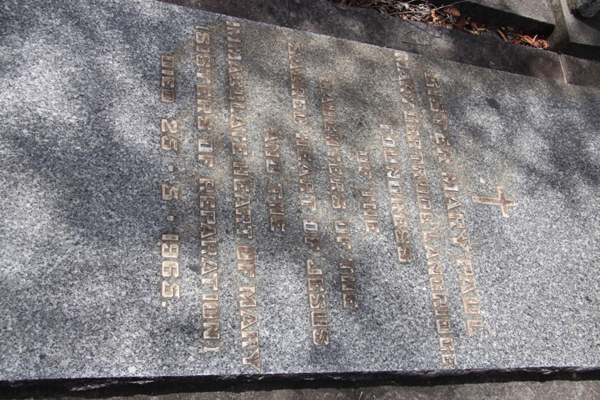 SISTER MARY PAUL
MARY GERTRUDE LANGRIDGE
FOUNDRESS
OF THE
DAUGHTERS OF THE
SACRED HEART OF JESUS
AND THE
IMMACULATE HEART OF MARY
(SISTERS OF REPARATION)
DIED 25 · 5 · 1965.